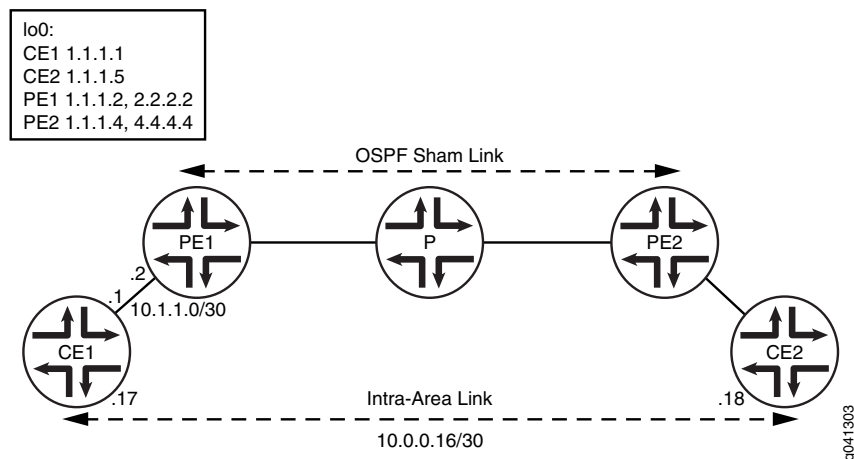 lo0:
CE1 1.1.1.1
CE2 1.1.1.5
PE1 1.1.1.2, 2.2.2.2
PE2 1.1.1.4, 4.4.4.4
OSPF Sham Link
PE1
P
PE2
.2
.1
10.1.1.0/30
CE1
CE2
.17
Intra-Area Link
.18
10.0.0.16/30
g041303